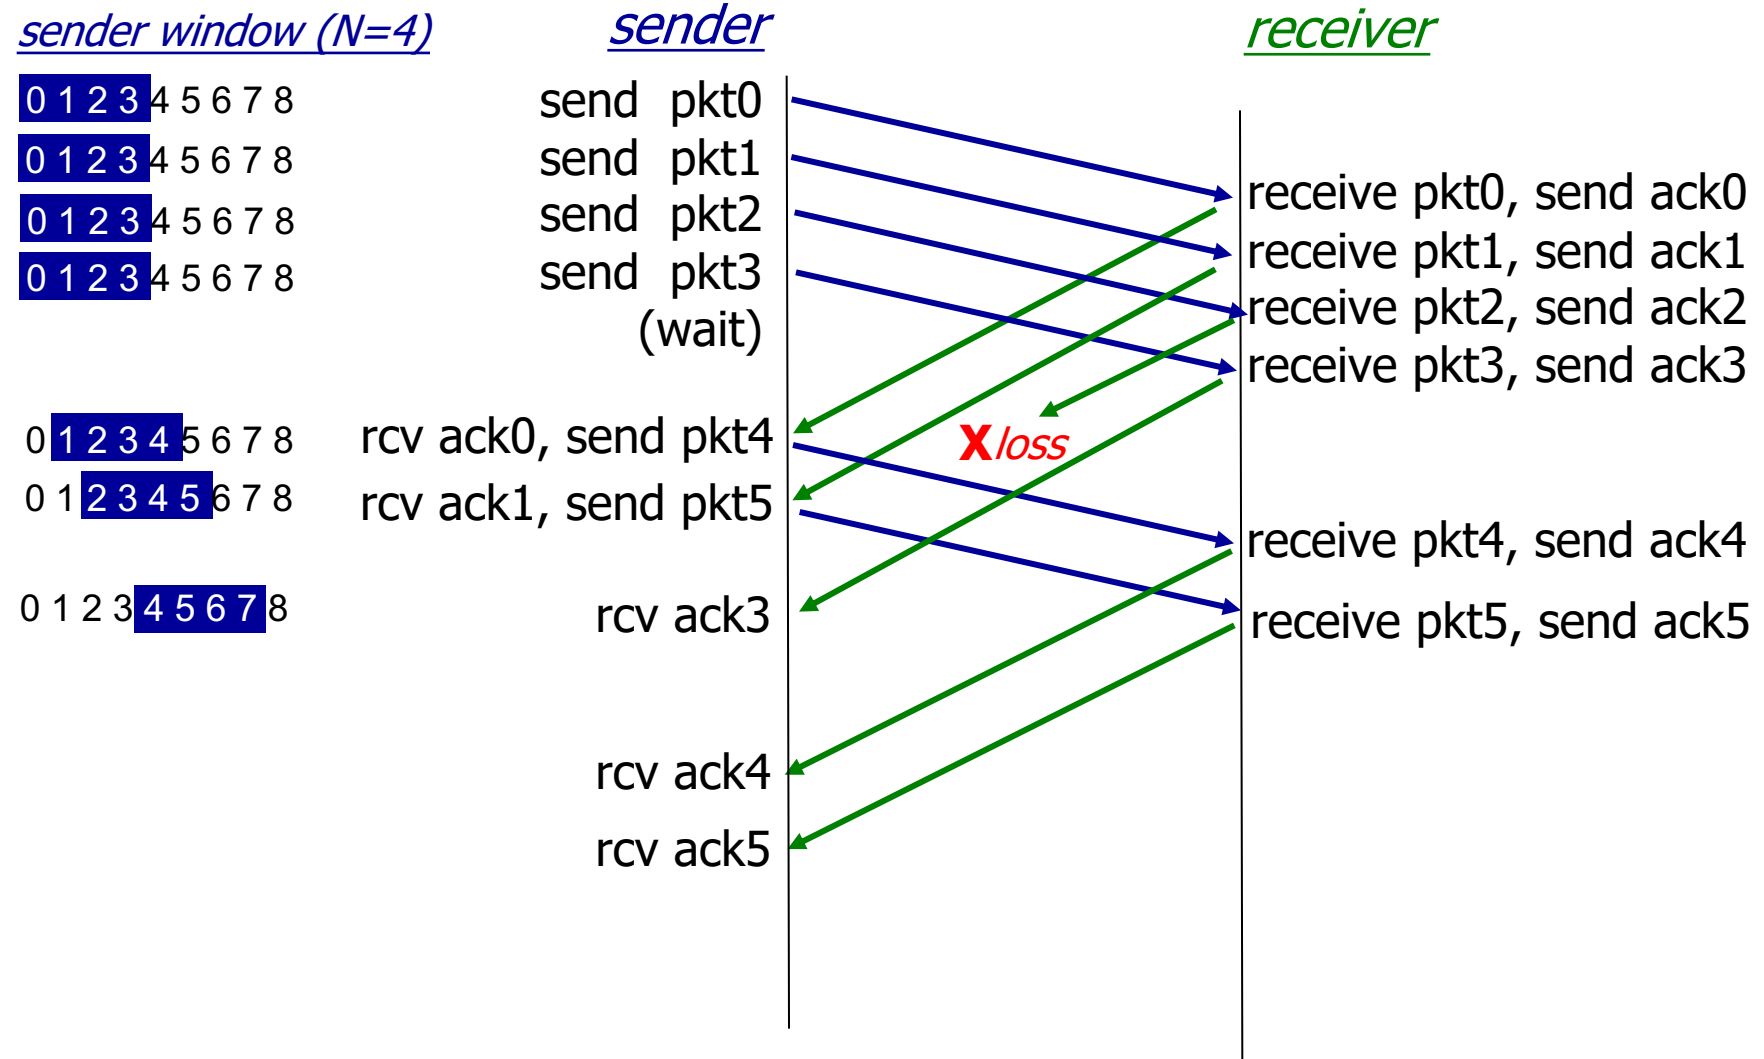 sender window (N=4)
sender
receiver
0 1 2 3 4 5 6 7 8
send pkt0
0 1 2 3 4 5 6 7 8
send pkt1
receive pkt0, send ack0
0 1 2 3 4 5 6 7 8
send pkt2
receive pkt1, send ack1
0 1 2 3 4 5 6 7 8
send pkt3
receive pkt2, send ack2
(wait)
receive pkt3, send ack3
0 1 2 3 4 5 6 7 8
rcv ack0, send pkt4
X loss
0 1 2 3 4 5 6 7 8
rcv ack1, send pkt5
receive pkt4, send ack4
0 1 2 3 4 5 6 7 8
rcv ack3
receive pkt5, send ack5
rcv ack4
rcv ack5